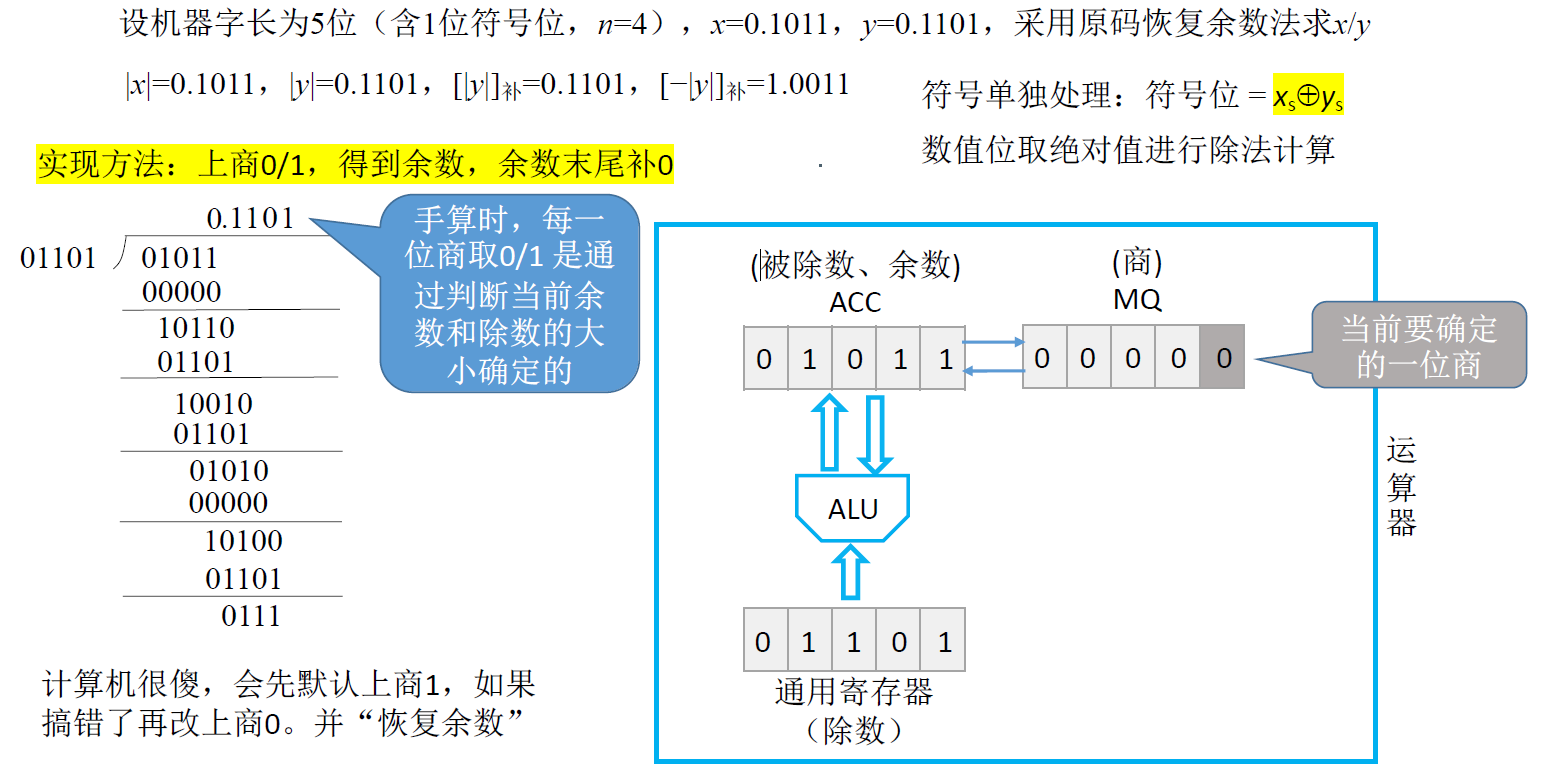 设机器字长为5位（含1位符号位，n=4），x=0.1011，y=0.1101，采用原码恢复余数法求x/y
|x|=0.1011，|y|=0.1101，[|y|]补=0.1101，[−|y|]补=1.0011
符号单独处理：符号位 = xs⊕ys
数值位取绝对值进行除法计算
实现方法：上商0/1，得到余数，余数末尾补0
0.1101
01101
01011
00000
10110
01101
10010
01101
01010
00000
10100
01101
0111
手算时，每一
位商取0/1 是通
过判断当前余
数和除数的大
小确定的
计算机很傻，会先默认上商1，如果
搞错了再改上商0。并“恢复余数”
(被除数、余数)
ACC
0 1 0 1 1
(商)
MQ
0 0 0 0 0
当前要确定
的一位商
ALU
0 1 1 0 1
通用寄存器
（除数）
运
算
器